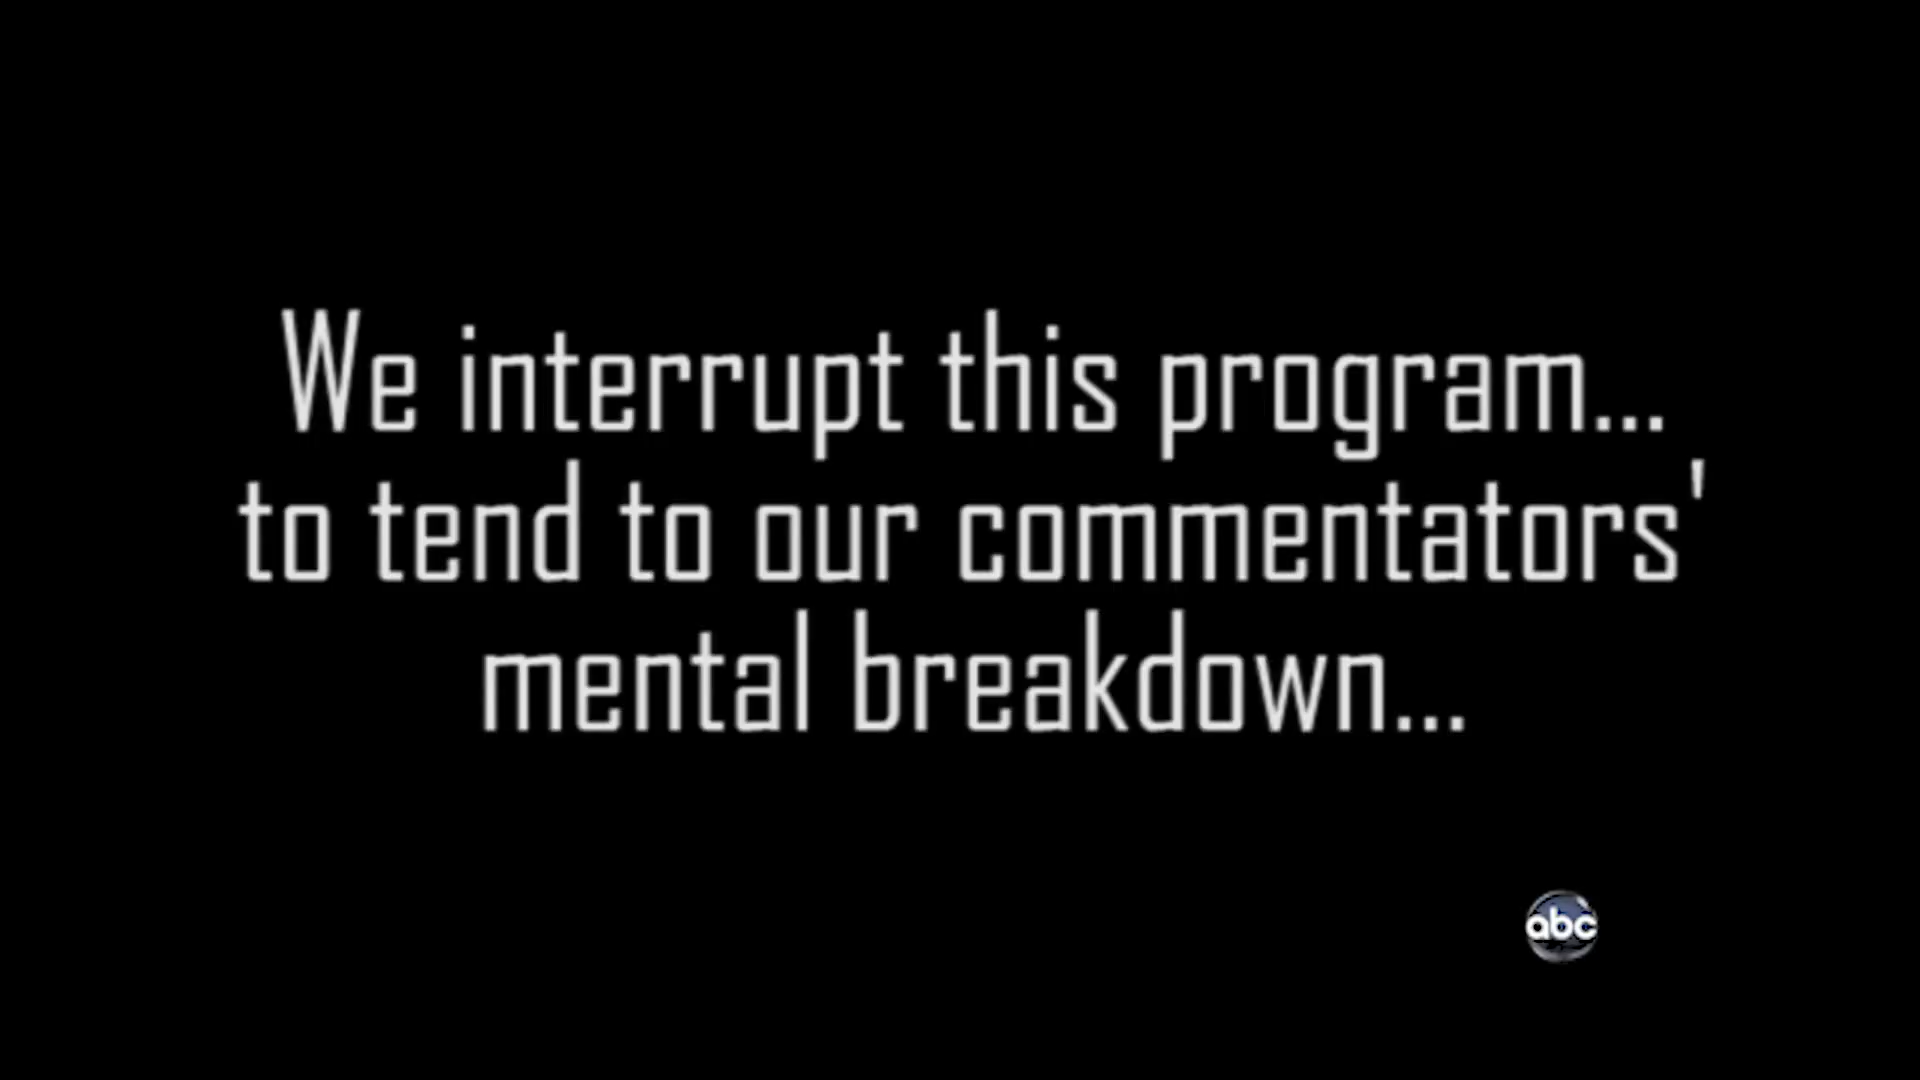 We interrupt this program...
to tend to our commentators'
mental breakdown...
abc